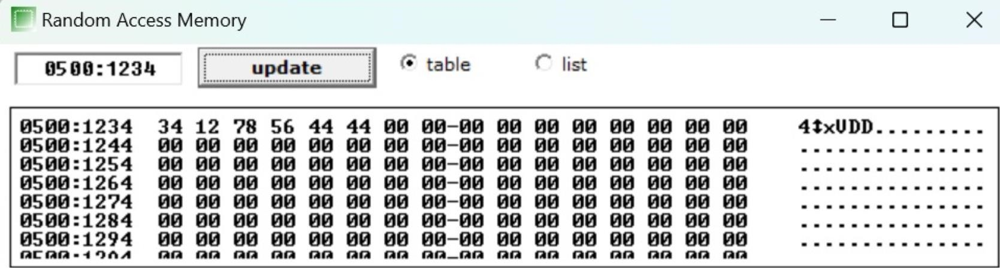 Random Access Memory
0500:1234 update table list
0500:1234 34 12 78 56 44 44 00 00-00 00 00 00 00 00 00 00 4↕xVDD.........
0500:1244 00 00 00 00 00 00 00 00-00 00 00 00 00 00 00 00 ...............
0500:1254 00 00 00 00 00 00 00 00-00 00 00 00 00 00 00 00 ...............
0500:1264 00 00 00 00 00 00 00 00-00 00 00 00 00 00 00 00 ...............
0500:1274 00 00 00 00 00 00 00 00-00 00 00 00 00 00 00 00 ...............
0500:1284 00 00 00 00 00 00 00 00-00 00 00 00 00 00 00 00 ...............
0500:1294 00 00 00 00 00 00 00 00-00 00 00 00 00 00 00 00 ...............